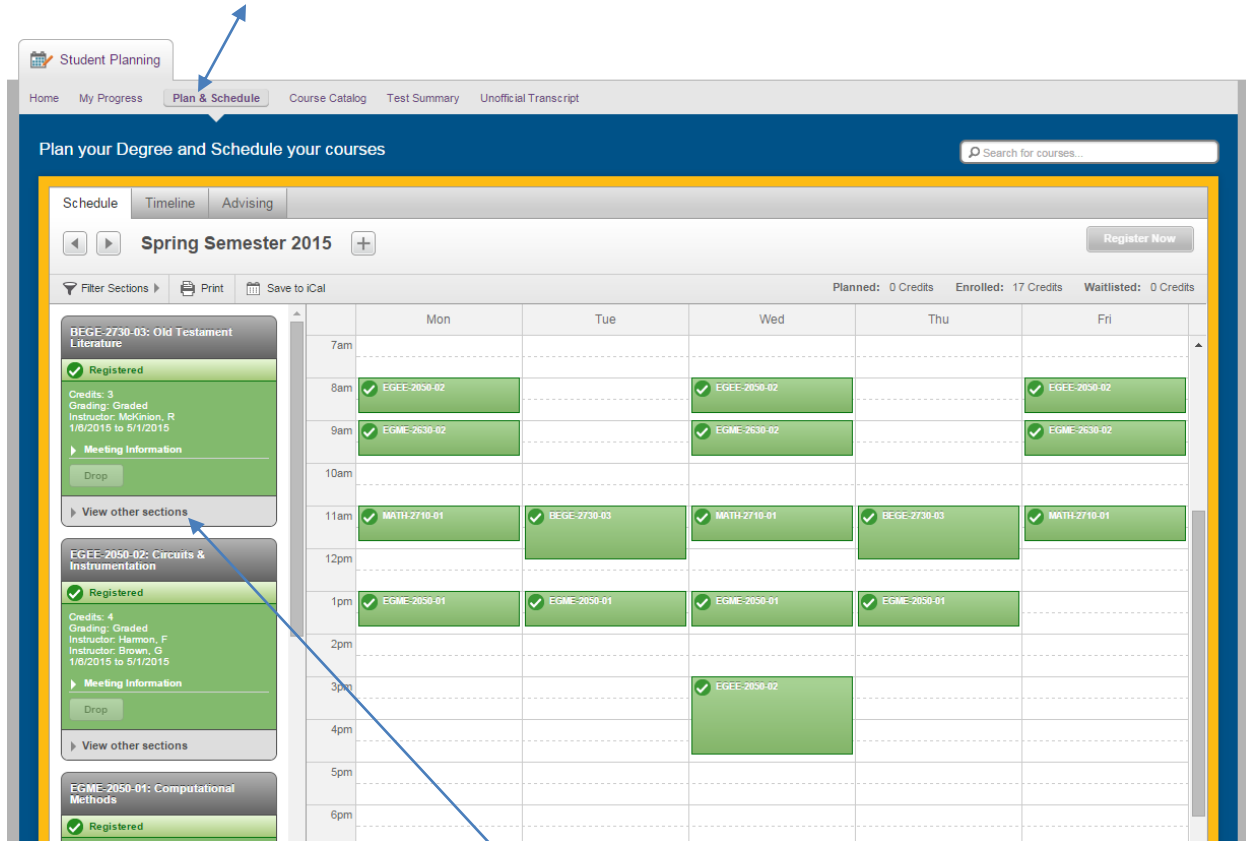 Student Planning
Home My Progress Plan & Schedule Course Catalog Test Summary Unofficial Transcript
Plan your Degree and Schedule your courses
Search for courses...
Schedule Timeline Advising
Spring Semester 2015
Register Now
Filter Sections Print Save to iCal
Planned: 0 Credits Enrolled: 17 Credits Waitlisted: 0 Credits
BEGE-2730-03: Old Testament
Literature
Registered
Credits: 3
Grading: Graded
Instructor: McKinion, R
1/6/2015 to 5/1/2015
Meeting Information
Drop
View other sections
EGEE-2050-02: Circuits &
Instrumentation
Registered
Credits: 4
Grading: Graded
Instructor: Harmon, F
Instructor: Brown, G
1/6/2015 to 5/1/2015
Meeting Information
Drop
View other sections
EGME-2050-01: Computational
Methods
Registered
Mon Tue Wed Thu Fri
7am
8am EGEE-2050-02 EGEE-2050-02 EGEE-2050-02
9am EGME-2630-02 EGME-2630-02 EGME-2630-02
10am
11am MATH-2710-01 BEGE-2730-03 MATH-2710-01 BEGE-2730-03 MATH-2710-01
12pm
1pm EGME-2050-01 EGME-2050-01 EGME-2050-01 EGME-2050-01
2pm
3pm EGEE-2050-02
4pm
5pm
6pm